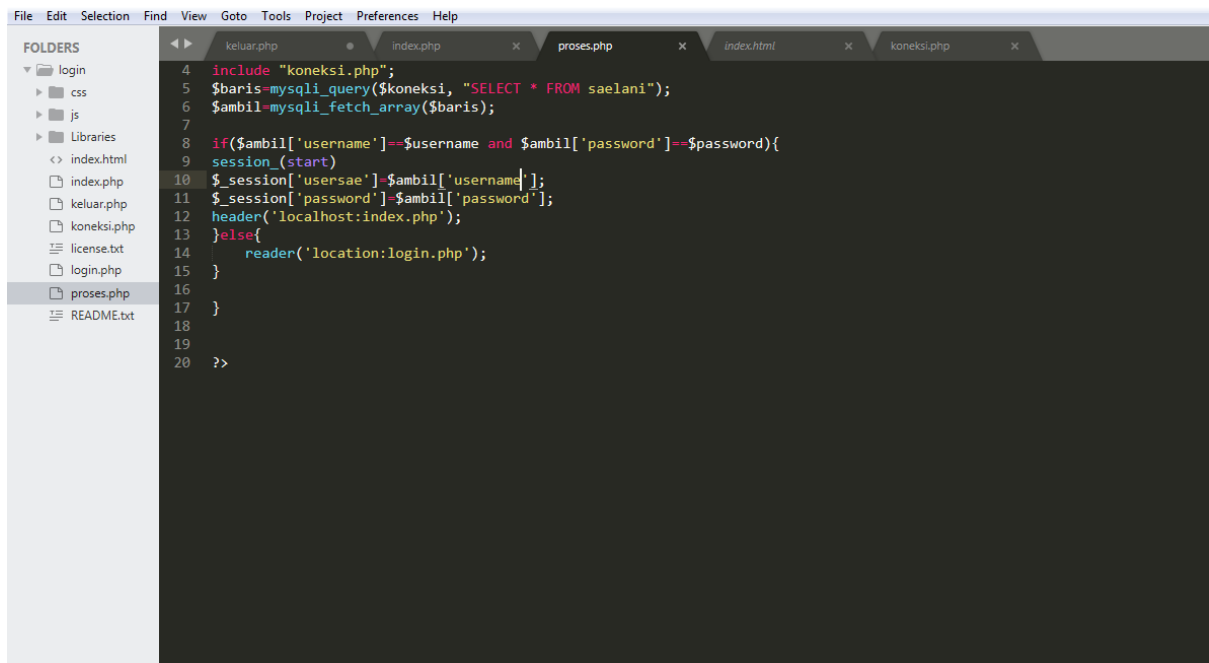 File Edit Selection Find View Goto Tools Project Preferences Help
FOLDERS
login
css
js
Libraries
index.html
index.php
keluar.php
koneksi.php
license.txt
login.php
proses.php
README.txt
keluar.php index.php proses.php index.html koneksi.php
4 include "koneksi.php";
5 $baris=mysqli_query($koneksi, "SELECT * FROM saelani");
6 $ambil=mysqli_fetch_array($baris);
7
8 if($ambil['username']==$username and $ambil['password']==$password){
9 session_(start)
10 $_session['usersae']=$ambil['username'];
11 $_session['password']=$ambil['password'];
12 header('localhost:index.php');
13 }else{
14 reader('location:login.php');
15 }
16
17 }
18
19
20 ?>